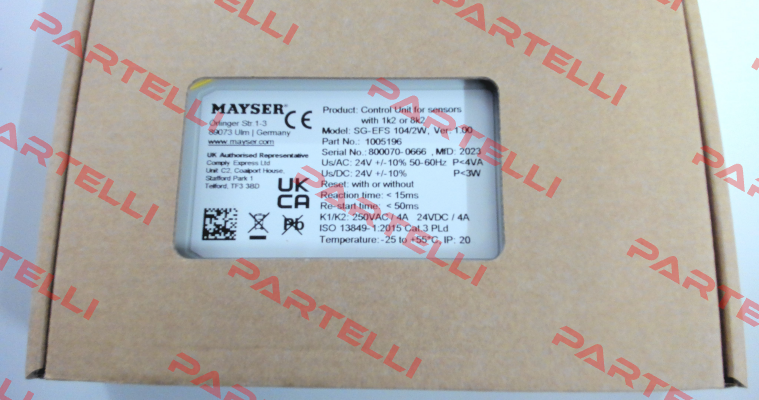 MAYSER® CE
Örlinger Str. 1-3
89073 Ulm | Germany
www.mayser.com
UK Authorised Representative
Comply Express Ltd
Unit C2, Coalport House,
Stafford Park 1
Telford, TF3 3BD
UK
CA
Pb
Product: Control Unit for sensors
with 1k2 or 8k2
Model: SG-EFS 104/2W, Ver: 1.00
Part No.: 1005196
Serial No.: 800070-0666 , MfD: 2023
Us/AC: 24V +/-10% 50-60Hz P<4VA
Us/DC: 24V +/-10% P<3W
Reset: with or without
Reaction time: < 15ms
Re-start time: < 50ms
K1/K2: 250VAC / 4A 24VDC / 4A
ISO 13849-1:2015 Cat.3 PLd
Temperature: -25 to +55°C, IP: 20
PARTELLI
PARTELLI
PARTELLI
PARTELLI
PARTELLI
PARTELLI
PARTELLI
PARTELLI